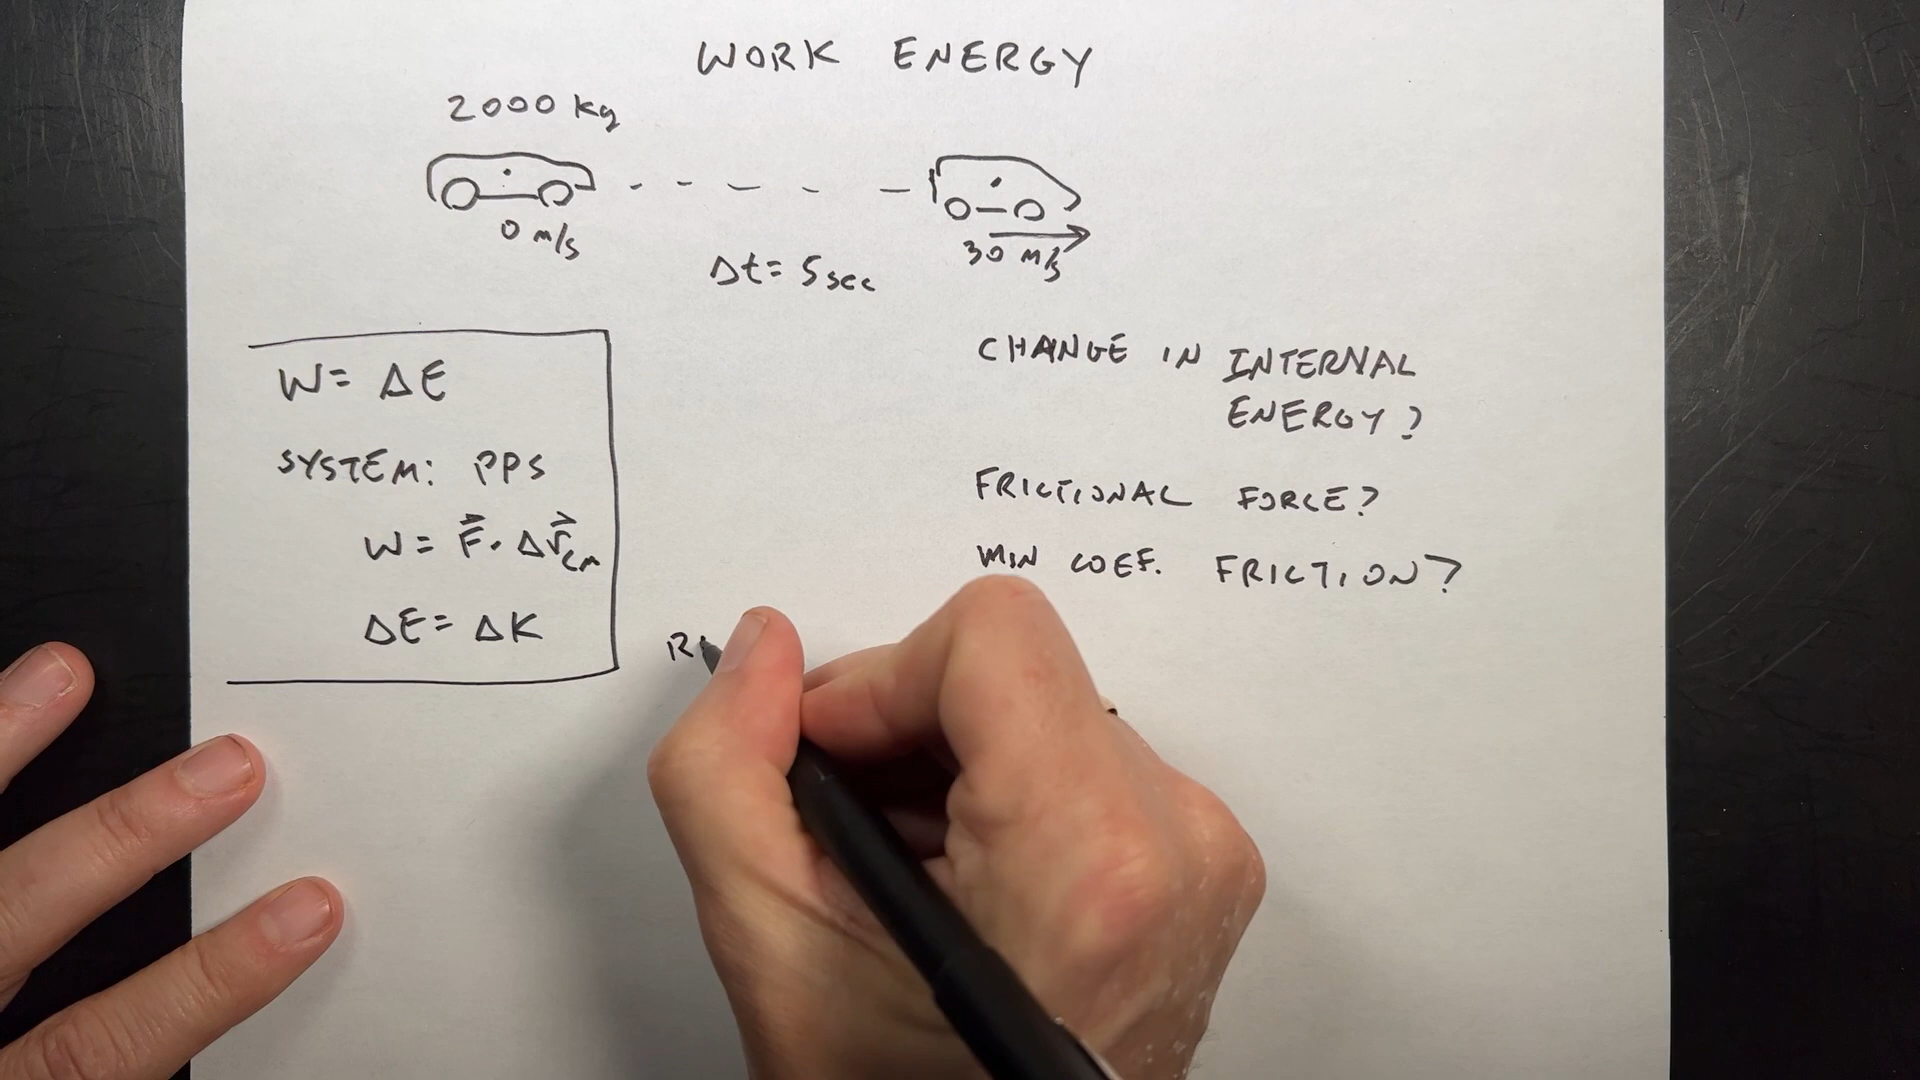 WORK ENERGY
2000 kg
0 m/s
Δt = 5 sec
30 m/s
W = ΔE
SYSTEM: PPS
W = F⃗ · Δr⃗cm
ΔE = ΔK
CHANGE IN INTERNAL
ENERGY?
FRICTIONAL FORCE?
MIN COEF. FRICTION?